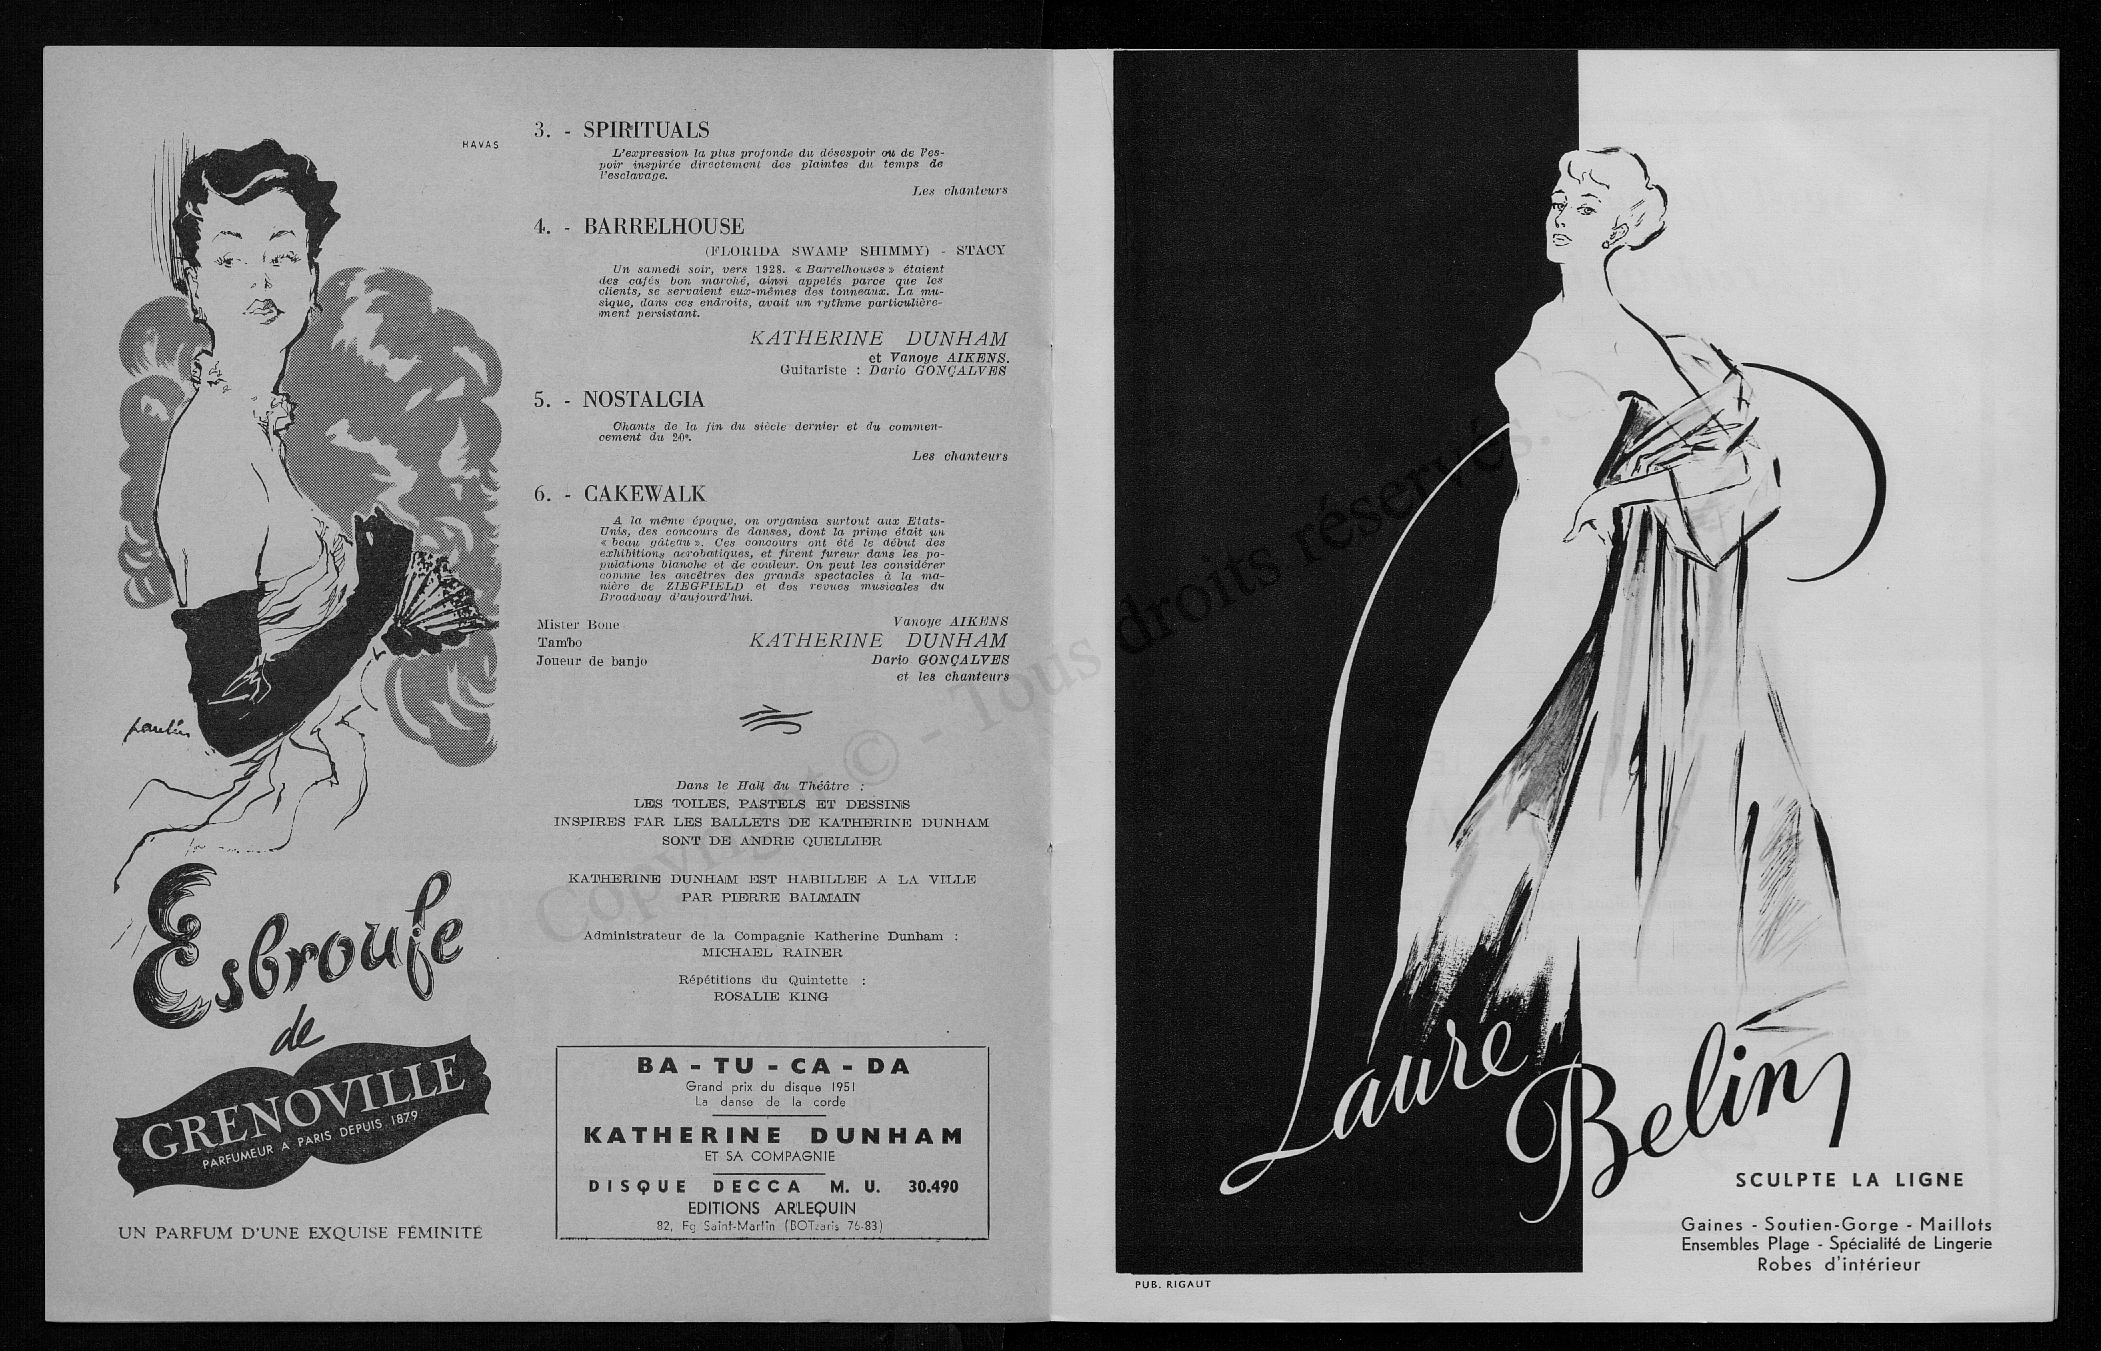 HAVAS
Esbroufe
de
GRENOVILLE
PARFUMEUR A PARIS DEPUIS 1879
UN PARFUM D'UNE EXQUISE FÉMINITÉ
3. - SPIRITUALS
L'expression la plus profonde du désespoir ou de l'es-
poir inspirée directement des plaintes du temps de
l'esclavage.
Les chanteurs
4. - BARRELHOUSE
(FLORIDA SWAMP SHIMMY) - STACY
Un samedi soir, vers 1928. « Barrelhouses » étaient
des cafés bon marché, ainsi appelés parce que les
clients, se servaient eux-mêmes des tonneaux. La mu-
sique, dans ces endroits, avait un rythme particulière-
ment persistant.
KATHERINE DUNHAM
et Vanoye AIKENS.
Guitariste : Dario GONÇALVES
5. - NOSTALGIA
Chants de la fin du siècle dernier et du commen-
cement du 20e.
Les chanteurs
6. - CAKEWALK
A la même époque, on organisa surtout aux Etats-
Unis, des concours de danses, dont la prime était un
« beau gâteau ». Ces concours ont été le début des
exhibitions acrobatiques, et firent fureur dans les po-
pulations blanche et de couleur. On peut les considérer
comme les ancêtres des grands spectacles à la ma-
nière de ZIEGFIELD et des revues musicales du
Broadway d'aujourd'hui.
Mister Bone Vanoye AIKENS
Tambo KATHERINE DUNHAM
Joueur de banjo Dario GONÇALVES
et les chanteurs
Dans le Hall du Théâtre :
LES TOILES, PASTELS ET DESSINS
INSPIRES PAR LES BALLETS DE KATHERINE DUNHAM
SONT DE ANDRE QUELLIER
KATHERINE DUNHAM EST HABILLEE A LA VILLE
PAR PIERRE BALMAIN
Administrateur de la Compagnie Katherine Dunham :
MICHAEL RAINER
Répétitions du Quintette :
ROSALIE KING
BA - TU - CA - DA
Grand prix du disque 1951
La danse de la corde
KATHERINE DUNHAM
ET SA COMPAGNIE
DISQUE DECCA M. U. 30.490
EDITIONS ARLEQUIN
82, Fg Saint-Martin (BOTzaris 76-83)
Laure
Belin
SCULPTE LA LIGNE
Gaines - Soutien-Gorge - Maillots
Ensembles Plage - Spécialité de Lingerie
Robes d'intérieur
PUB. RIGAUT
Copyright © - Tous droits réservés.